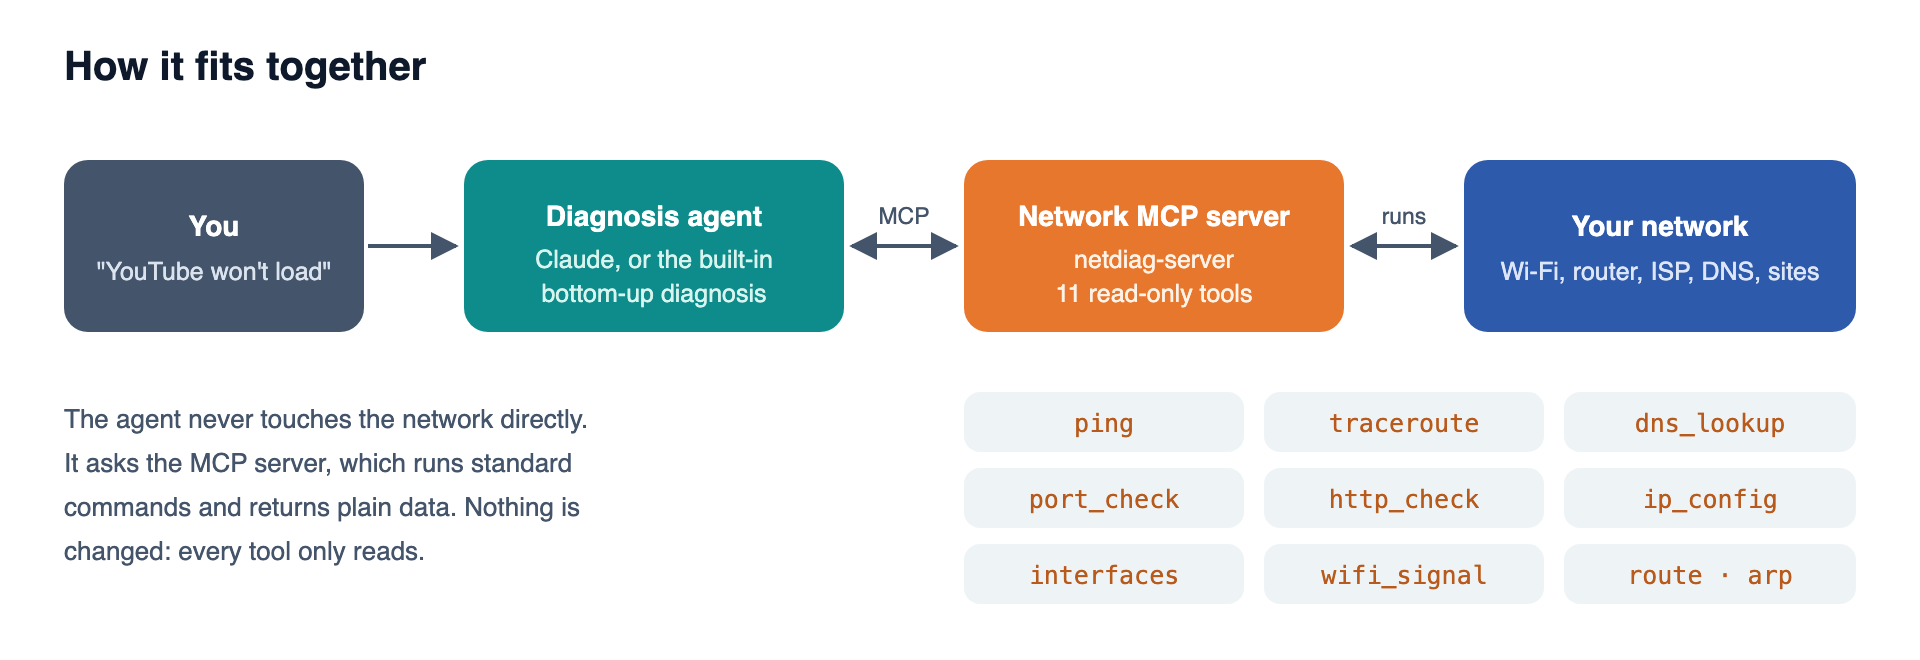 How it fits together
You
"YouTube won't load"
Diagnosis agent
Claude, or the built-in
bottom-up diagnosis
MCP
Network MCP server
netdiag-server
11 read-only tools
runs
Your network
Wi-Fi, router, ISP, DNS, sites
The agent never touches the network directly.
It asks the MCP server, which runs standard
commands and returns plain data. Nothing is
changed: every tool only reads.
ping
traceroute
dns_lookup
port_check
http_check
ip_config
interfaces
wifi_signal
route · arp